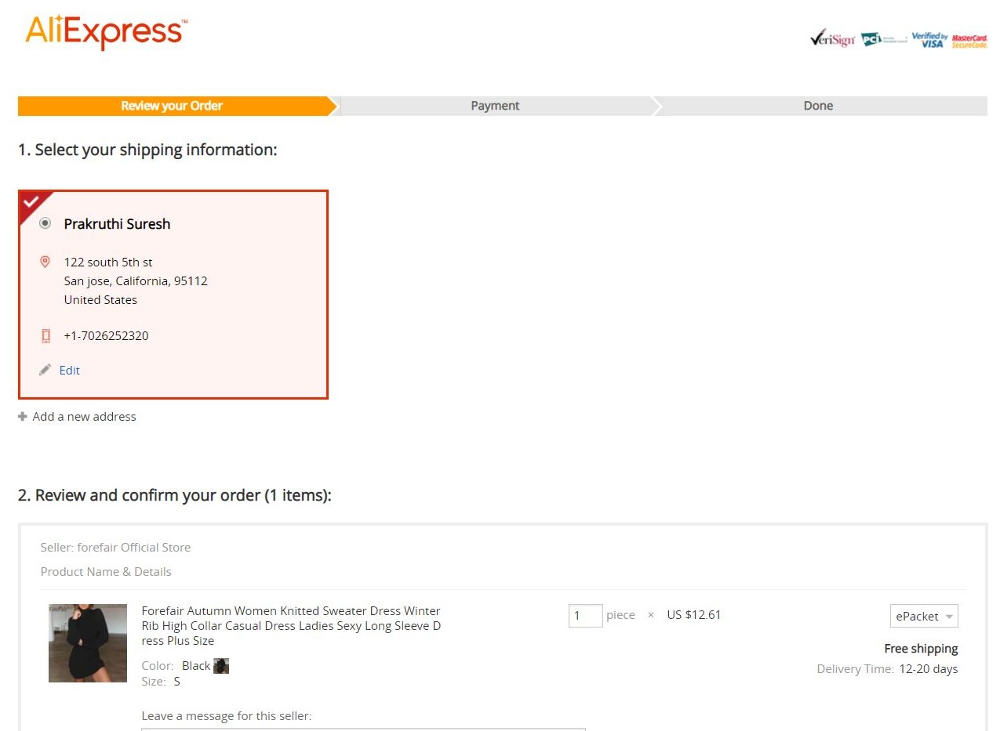 AliExpress™
VeriSign PCI Verified by VISA MasterCard. SecureCode.
Review your Order
Payment
Done
1. Select your shipping information:
Prakruthi Suresh
122 south 5th st
San jose, California, 95112
United States
+1-7026252320
Edit
Add a new address
2. Review and confirm your order (1 items):
Seller: forefair Official Store
Product Name & Details
Forefair Autumn Women Knitted Sweater Dress Winter
Rib High Collar Casual Dress Ladies Sexy Long Sleeve D
ress Plus Size
Color: Black
Size: S
1 piece × US $12.61
ePacket
Free shipping
Delivery Time: 12-20 days
Leave a message for this seller: